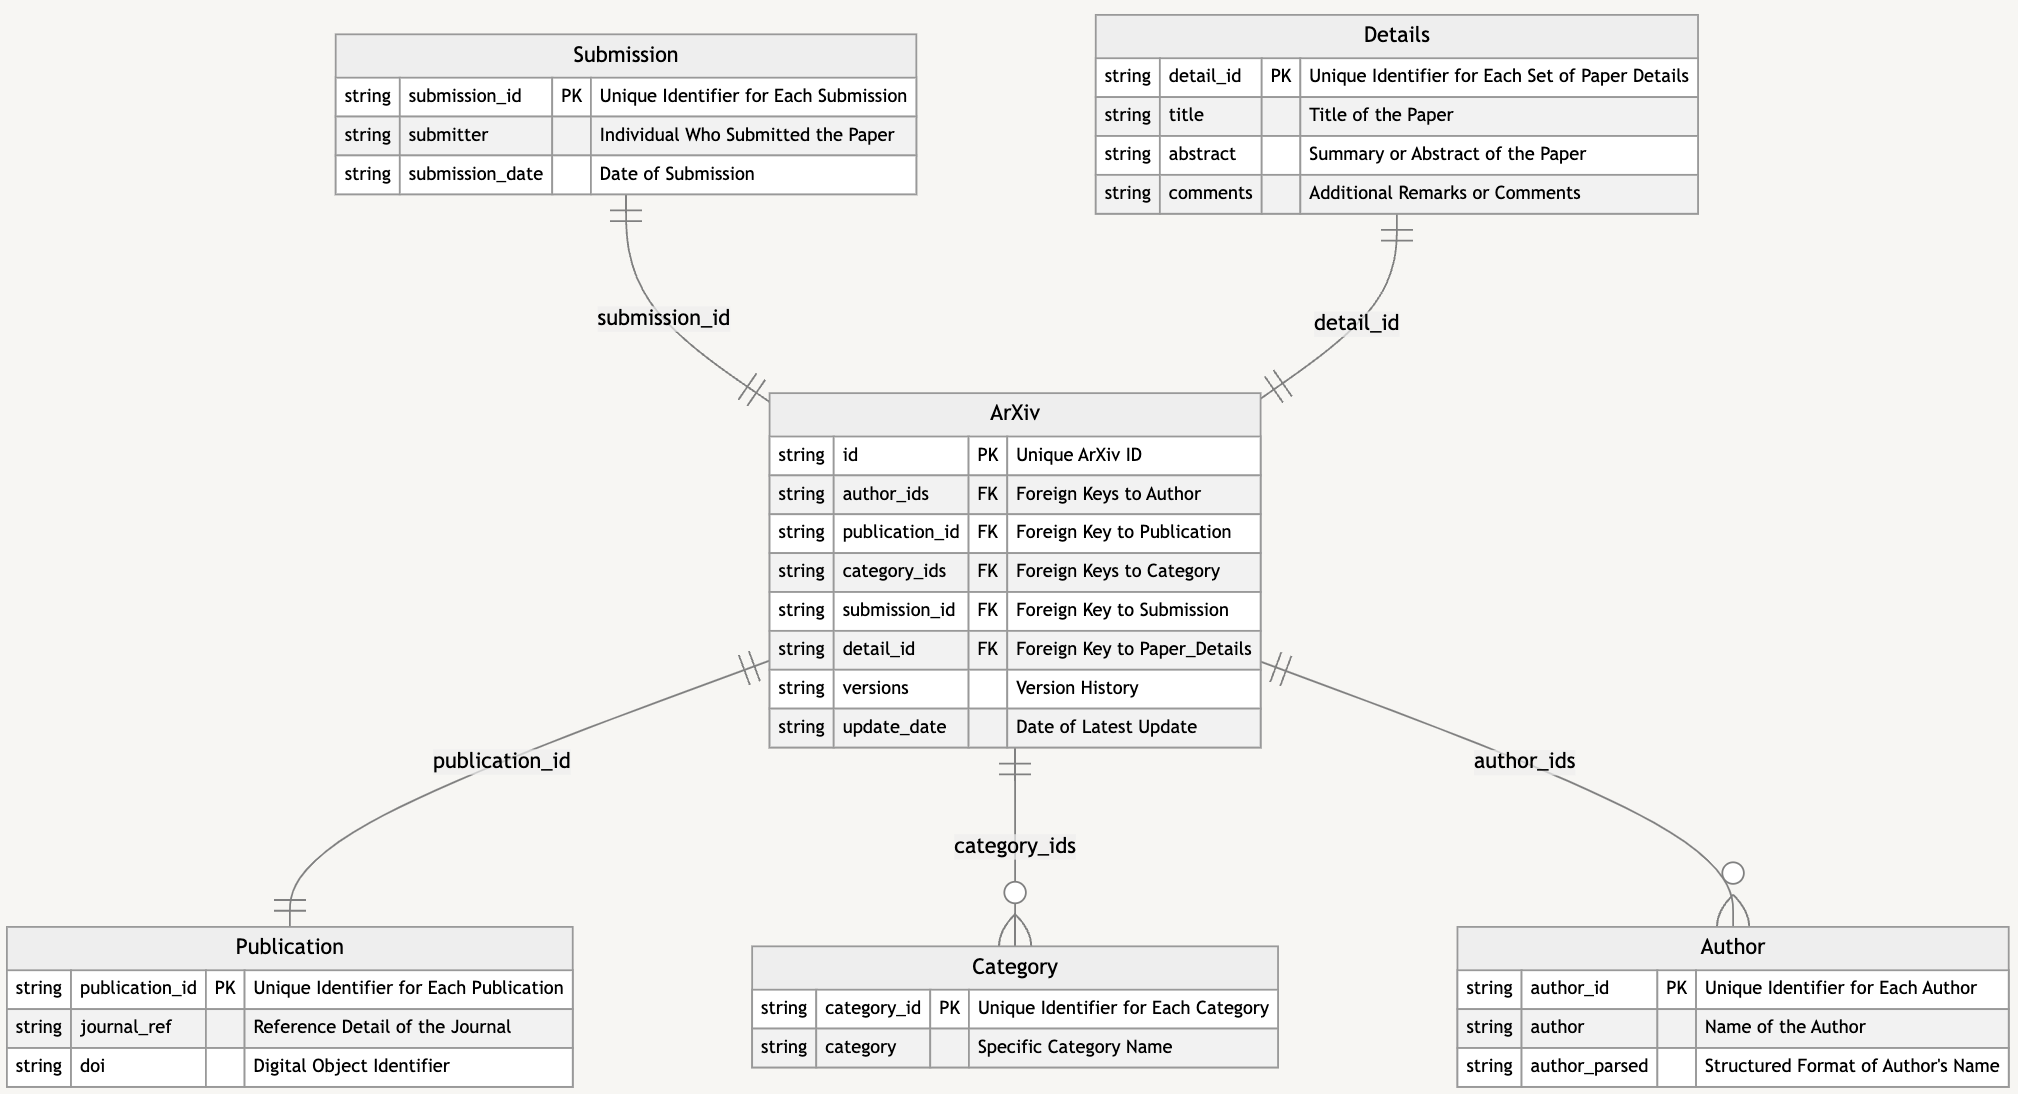 Submission
string submission_id PK Unique Identifier for Each Submission
string submitter Individual Who Submitted the Paper
string submission_date Date of Submission
Details
string detail_id PK Unique Identifier for Each Set of Paper Details
string title Title of the Paper
string abstract Summary or Abstract of the Paper
string comments Additional Remarks or Comments
submission_id
detail_id
ArXiv
string id PK Unique ArXiv ID
string author_ids FK Foreign Keys to Author
string publication_id FK Foreign Key to Publication
string category_ids FK Foreign Keys to Category
string submission_id FK Foreign Key to Submission
string detail_id FK Foreign Key to Paper_Details
string versions Version History
string update_date Date of Latest Update
publication_id
category_ids
author_ids
Publication
string publication_id PK Unique Identifier for Each Publication
string journal_ref Reference Detail of the Journal
string doi Digital Object Identifier
Category
string category_id PK Unique Identifier for Each Category
string category Specific Category Name
Author
string author_id PK Unique Identifier for Each Author
string author Name of the Author
string author_parsed Structured Format of Author's Name